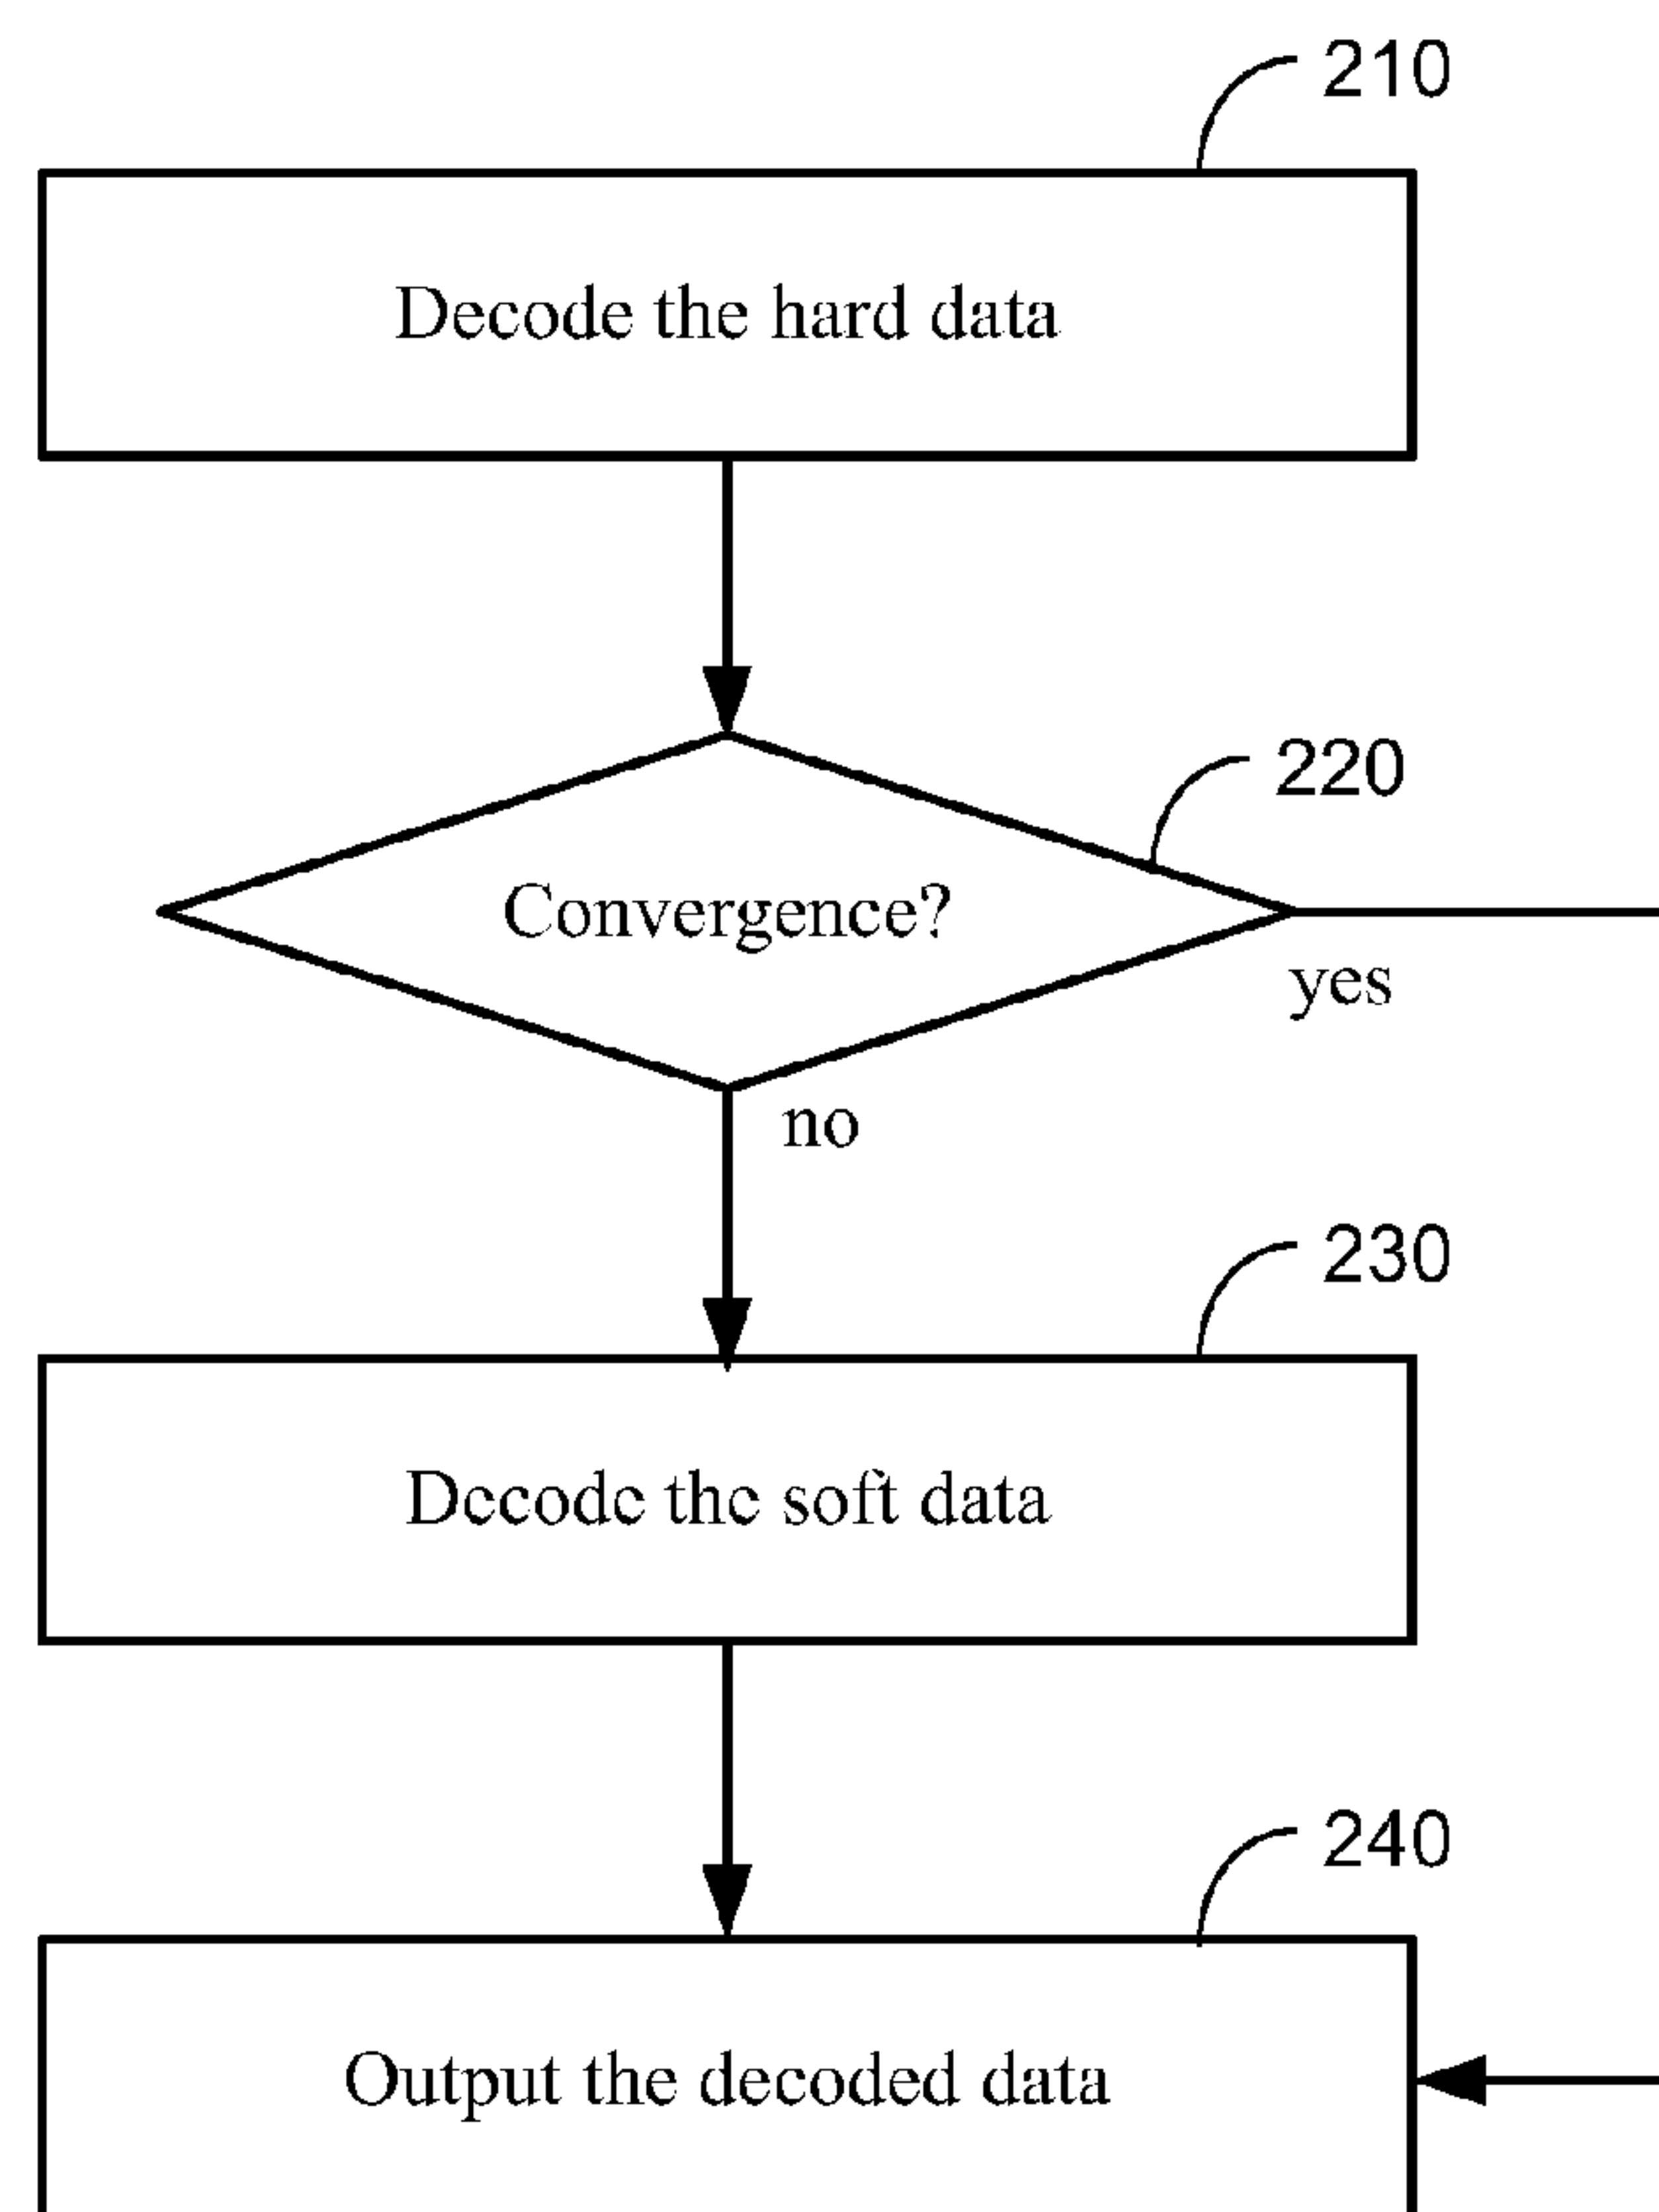 210
Decode the hard data
220
Convergence?
yes
no
230
Decode the soft data
240
Output the decoded data